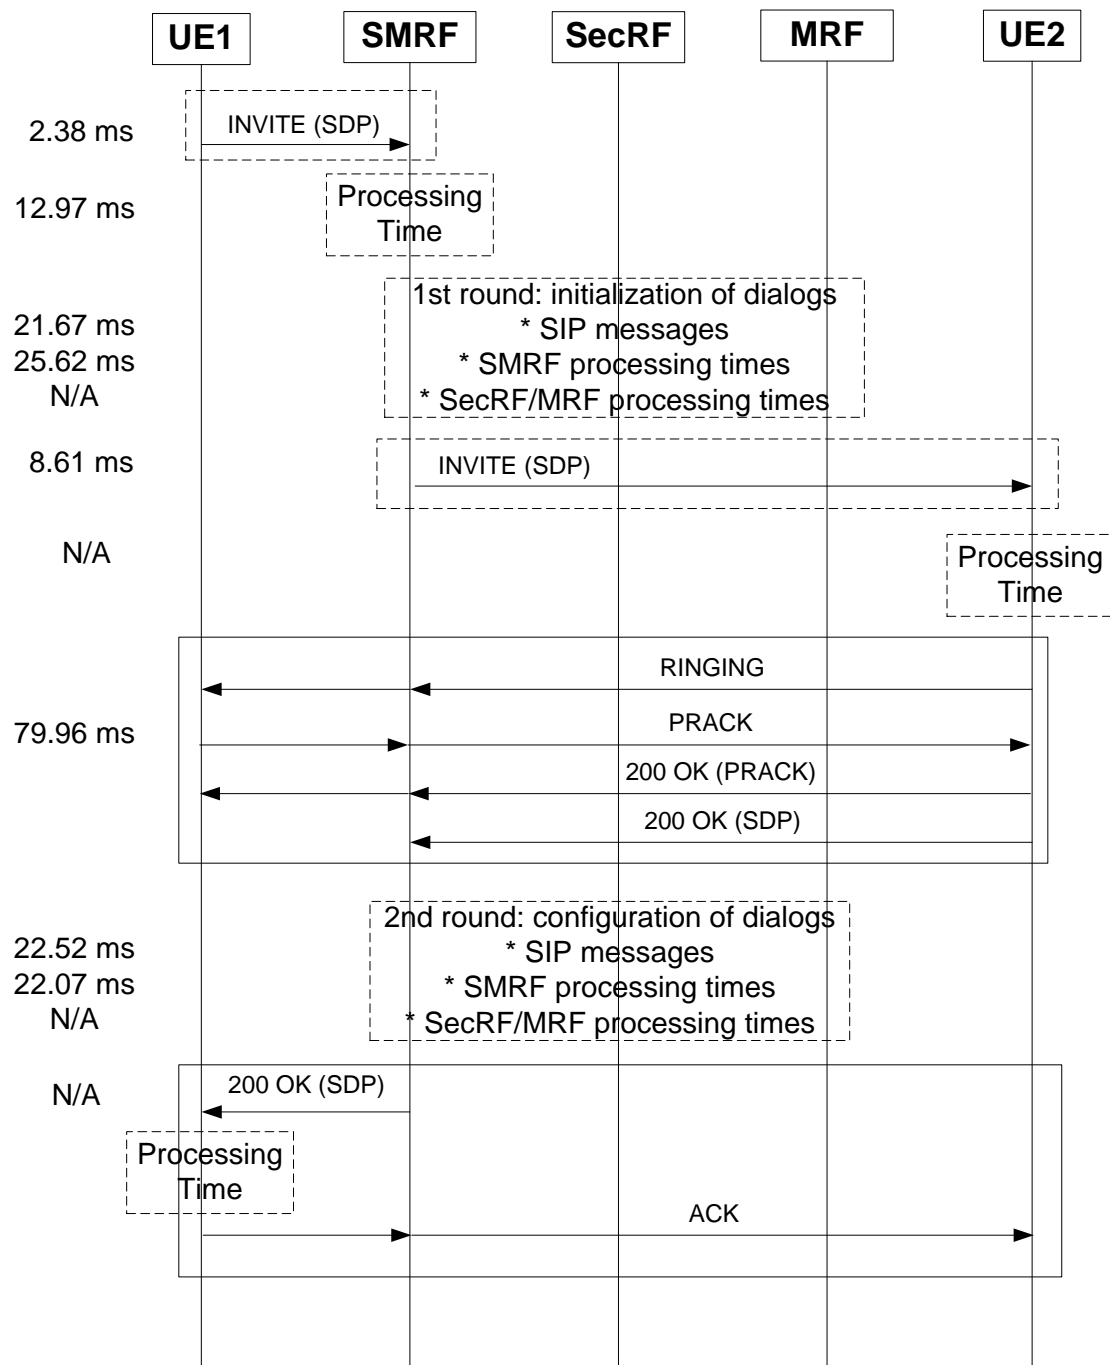 UE1 SMRF SecRF MRF UE2
2.38 ms
INVITE (SDP)
12.97 ms
Processing
Time
21.67 ms
25.62 ms
N/A
1st round: initialization of dialogs
* SIP messages
* SMRF processing times
* SecRF/MRF processing times
8.61 ms
INVITE (SDP)
N/A
Processing
Time
79.96 ms
RINGING
PRACK
200 OK (PRACK)
200 OK (SDP)
22.52 ms
22.07 ms
N/A
2nd round: configuration of dialogs
* SIP messages
* SMRF processing times
* SecRF/MRF processing times
N/A
200 OK (SDP)
Processing
Time
ACK